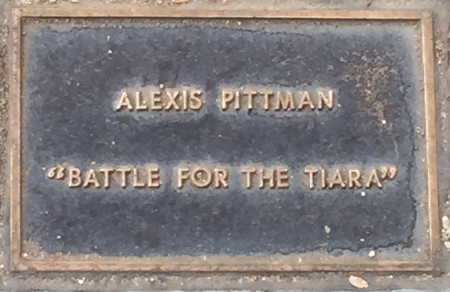 ALEXIS PITTMAN
“BATTLE FOR THE TIARA”